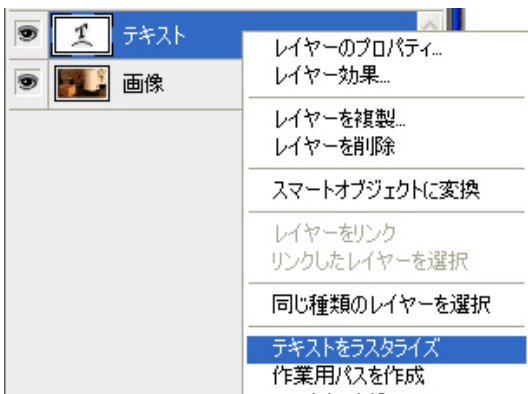 テキスト
画像
レイヤーのプロパティ...
レイヤー効果...
レイヤーを複製...
レイヤーを削除
スマートオブジェクトに変換
レイヤーをリンク
リンクしたレイヤーを選択
同じ種類のレイヤーを選択
テキストをラスタライズ
作業用パスを作成